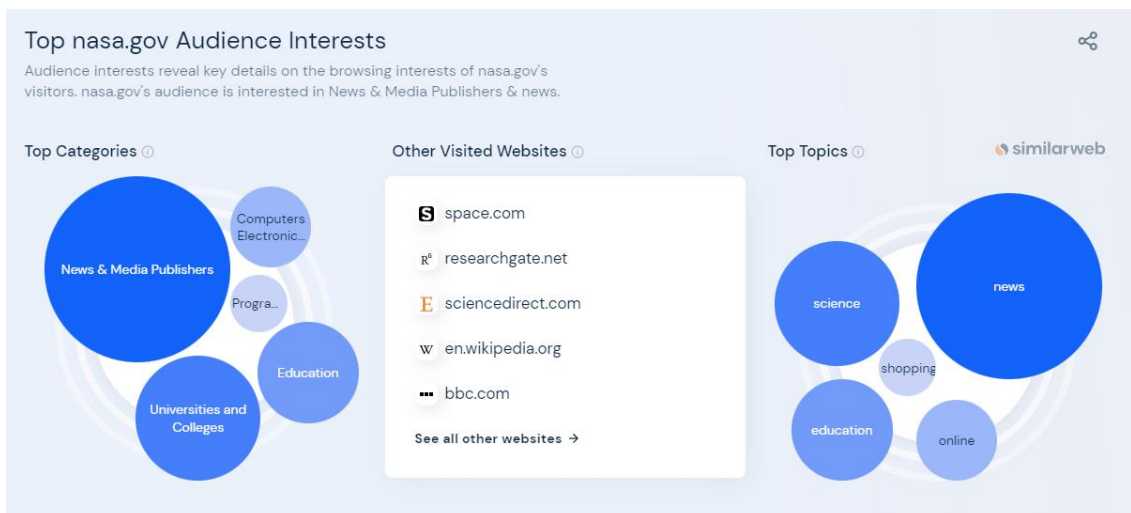 Top nasa.gov Audience Interests
Audience interests reveal key details on the browsing interests of nasa.gov's
visitors. nasa.gov's audience is interested in News & Media Publishers & news.
Top Categories
News & Media Publishers
Computers
Electronic...
Progra...
Education
Universities and
Colleges
Other Visited Websites
S space.com
R⁶ researchgate.net
E sciencedirect.com
W en.wikipedia.org
bbc.com
See all other websites →
Top Topics
similarweb
news
science
shopping
education
online